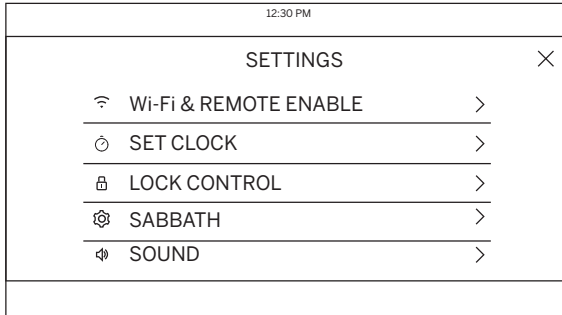 12:30 PM
SETTINGS
Wi-Fi & REMOTE ENABLE
SET CLOCK
LOCK CONTROL
SABBATH
SOUND